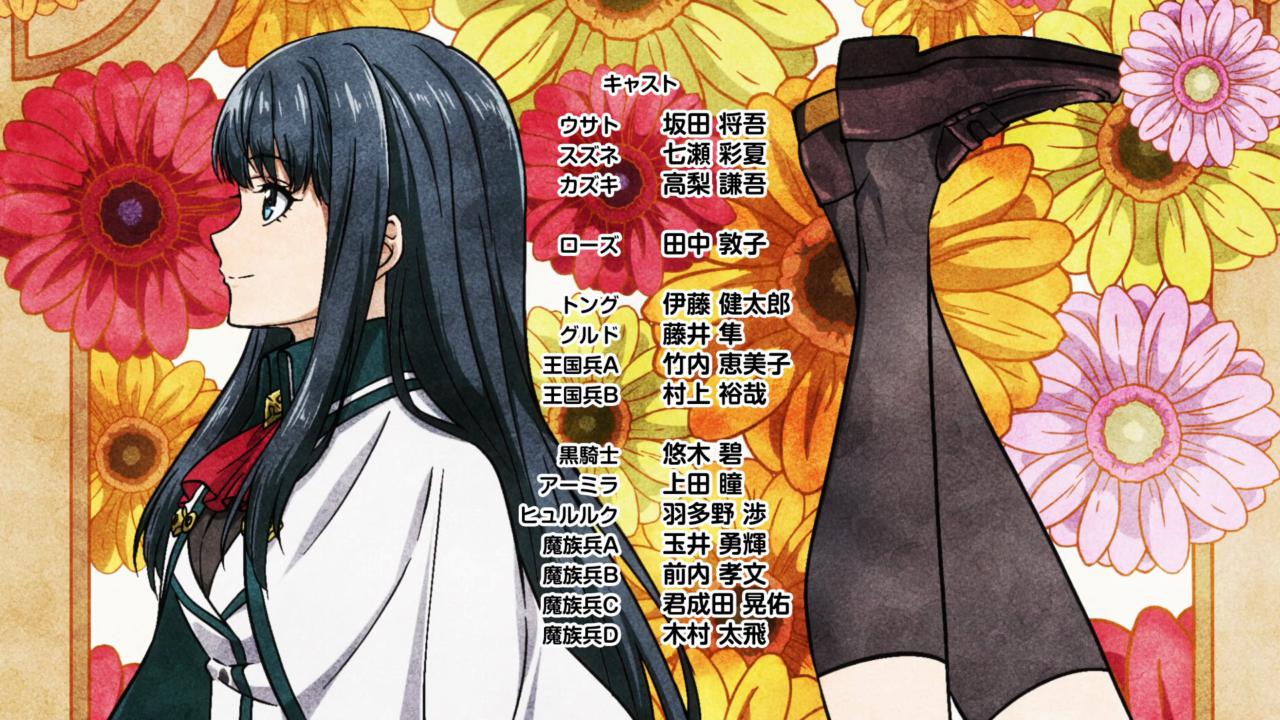 キャスト
ウサト 坂田 将吾
スズネ 七瀬 彩夏
カズキ 高梨 謙吾
ローズ 田中 敦子
トング 伊藤 健太郎
グルド 藤井 隼
王国兵A 竹内 恵美子
王国兵B 村上 裕哉
黒騎士 悠木 碧
アーミラ 上田 瞳
ヒュルルク 羽多野 渉
魔族兵A 玉井 勇輝
魔族兵B 前内 孝文
魔族兵C 君成田 晃佑
魔族兵D 木村 太飛